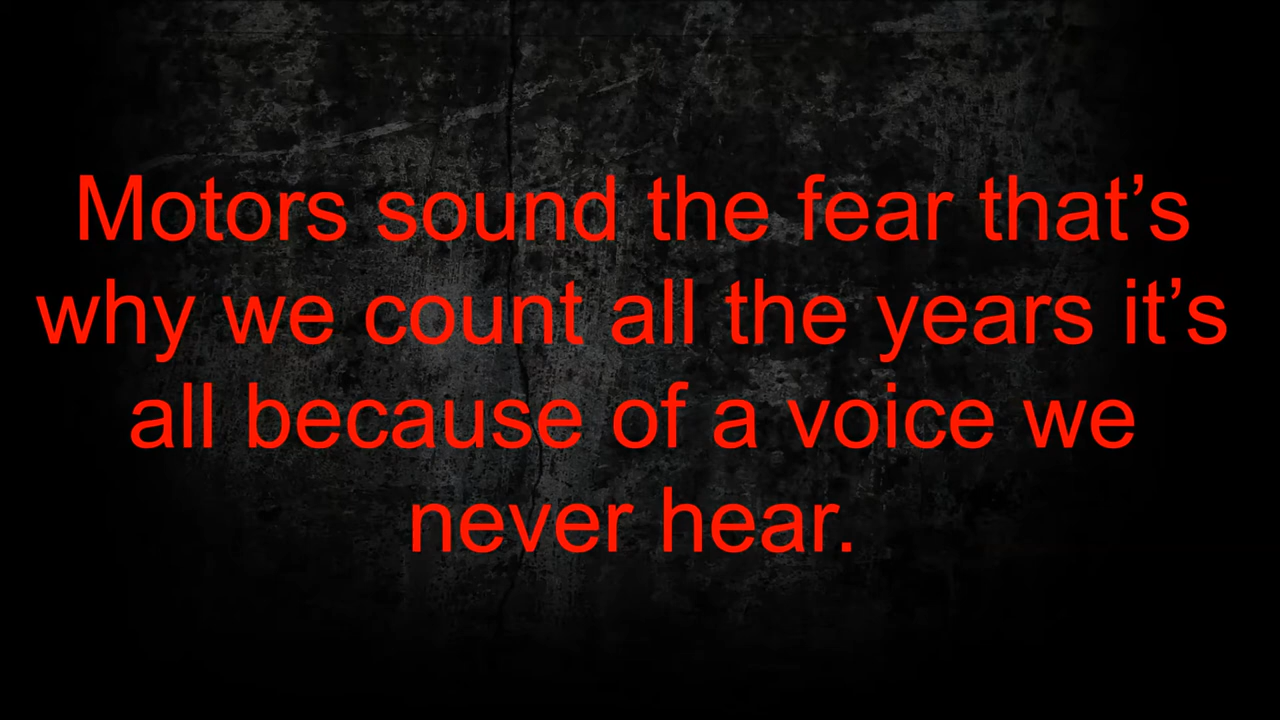 Motors sound the fear that’s
why we count all the years it’s
all because of a voice we
never hear.